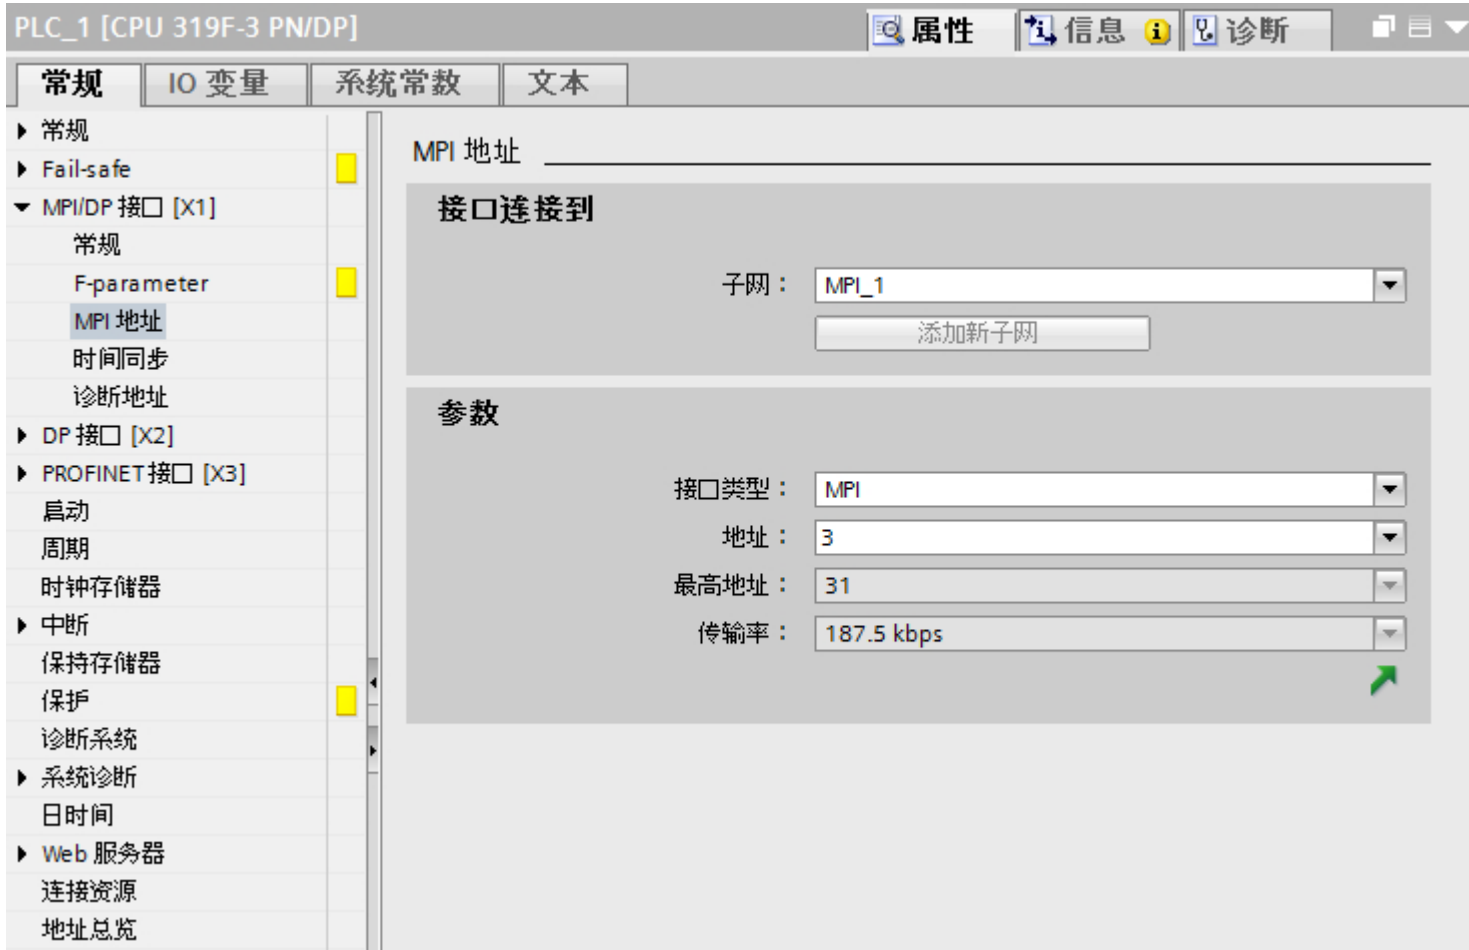 PLC_1 [CPU 319F-3 PN/DP]
属性
信息
诊断
常规
IO 变量
系统常数
文本
常规
Fail-safe
MPI/DP 接口 [X1]
常规
F-parameter
MPI 地址
时间同步
诊断地址
DP 接口 [X2]
PROFINET接口 [X3]
启动
周期
时钟存储器
中断
保持存储器
保护
诊断系统
系统诊断
日时间
Web 服务器
连接资源
地址总览
MPI 地址
接口连接到
子网： MPI_1
添加新子网
参数
接口类型： MPI
地址： 3
最高地址： 31
传输率： 187.5 kbps